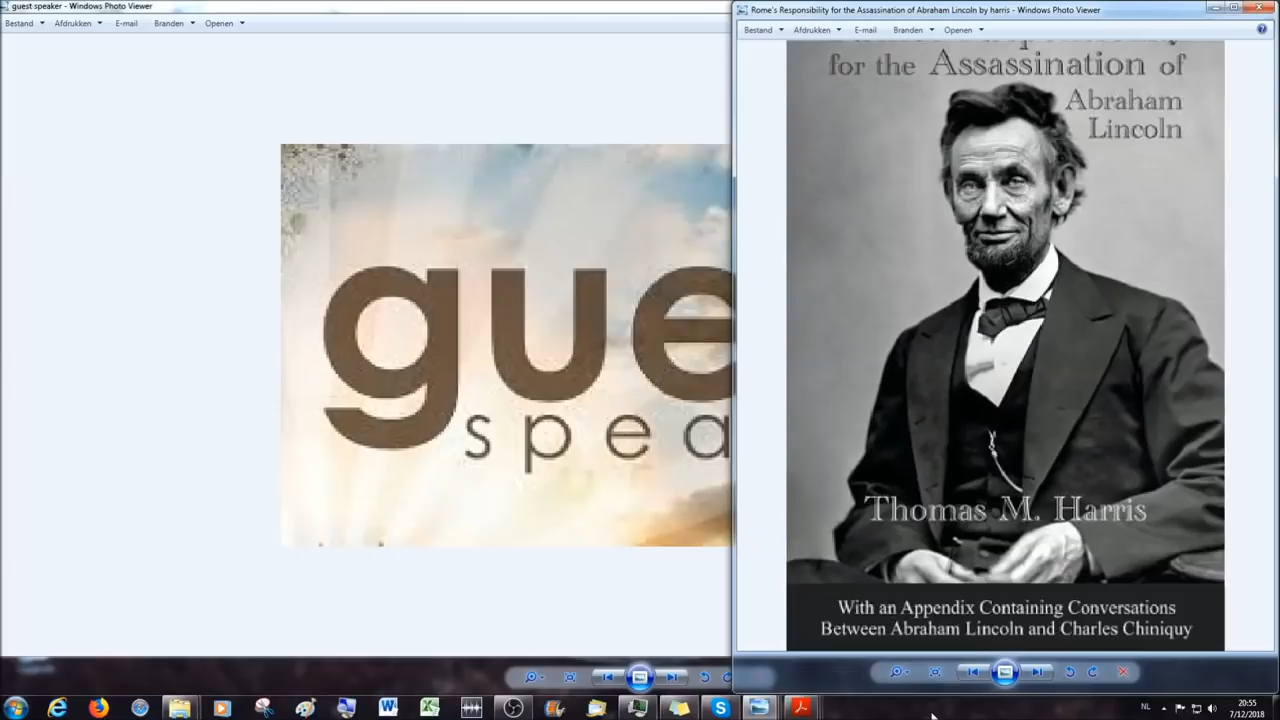 guest speaker - Windows Photo Viewer
Bestand Afdrukken E-mail Branden Openen
gue
spea
Rome's Responsibility for the Assassination of Abraham Lincoln by harris - Windows Photo Viewer
Bestand Afdrukken E-mail Branden Openen
for the Assassination of
Abraham
Lincoln
Thomas M. Harris
With an Appendix Containing Conversations
Between Abraham Lincoln and Charles Chiniquy
NL
20:55
7/12/2018